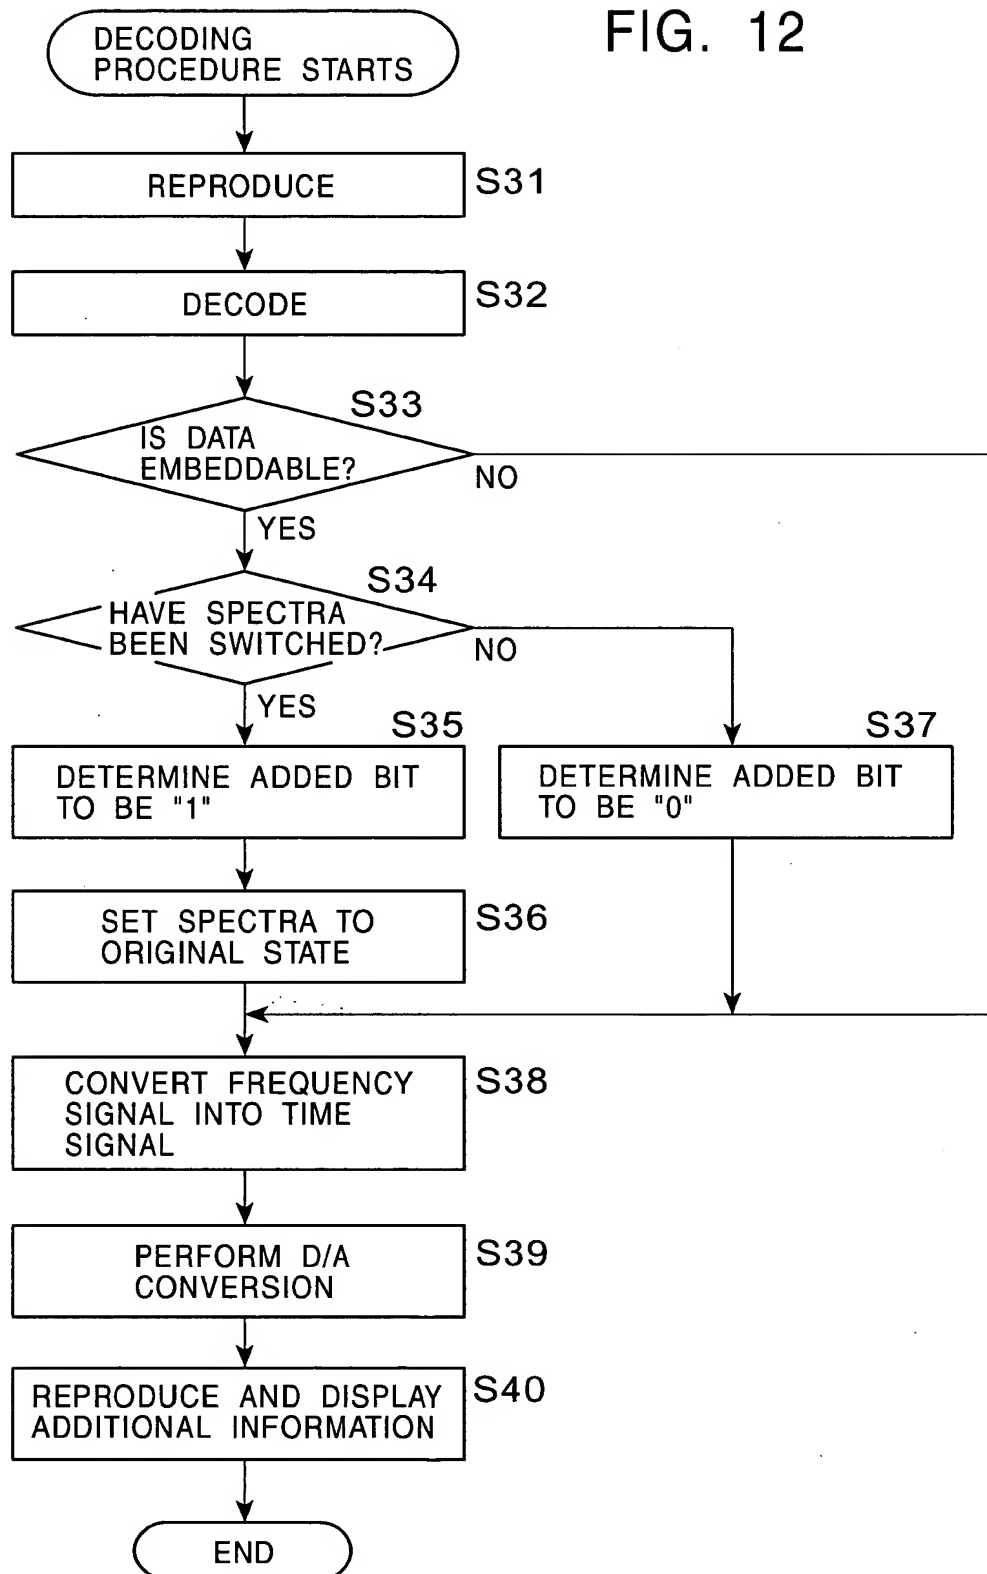 FIG. 12
DECODING
PROCEDURE STARTS
REPRODUCE
S31
DECODE
S32
S33
IS DATA
EMBEDDABLE?
NO
YES
S34
HAVE SPECTRA
BEEN SWITCHED?
NO
YES
S35
DETERMINE ADDED BIT
TO BE "1"
S37
DETERMINE ADDED BIT
TO BE "0"
SET SPECTRA TO
ORIGINAL STATE
S36
CONVERT FREQUENCY
SIGNAL INTO TIME
SIGNAL
S38
PERFORM D/A
CONVERSION
S39
REPRODUCE AND DISPLAY
ADDITIONAL INFORMATION
S40
END